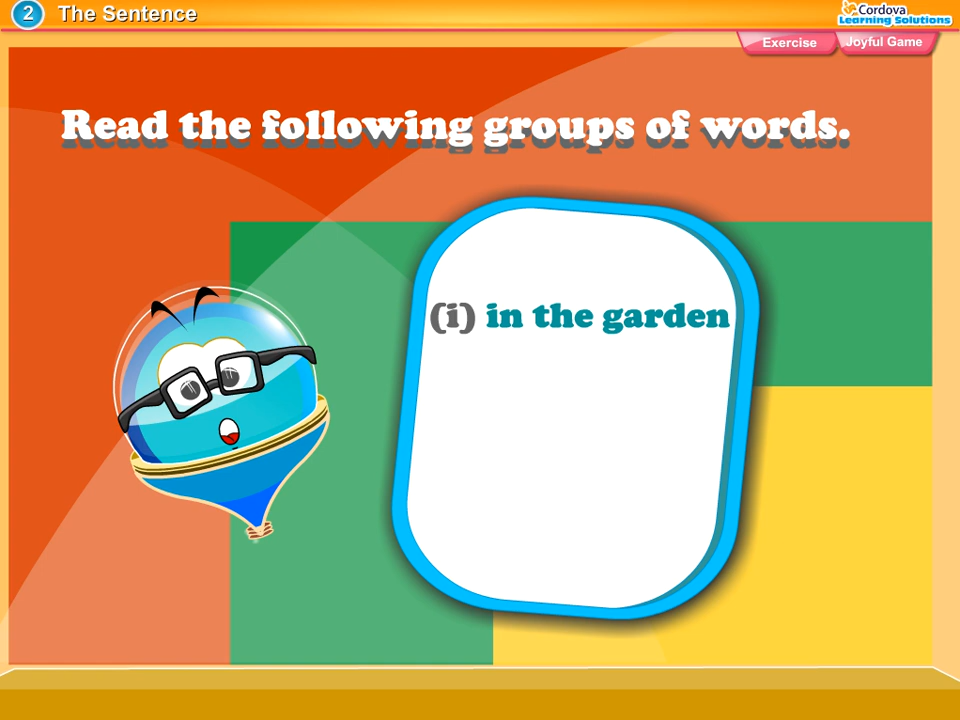 2 The Sentence
Cordova
Learning Solutions
Exercise
Joyful Game
Read the following groups of words.
(i) in the garden